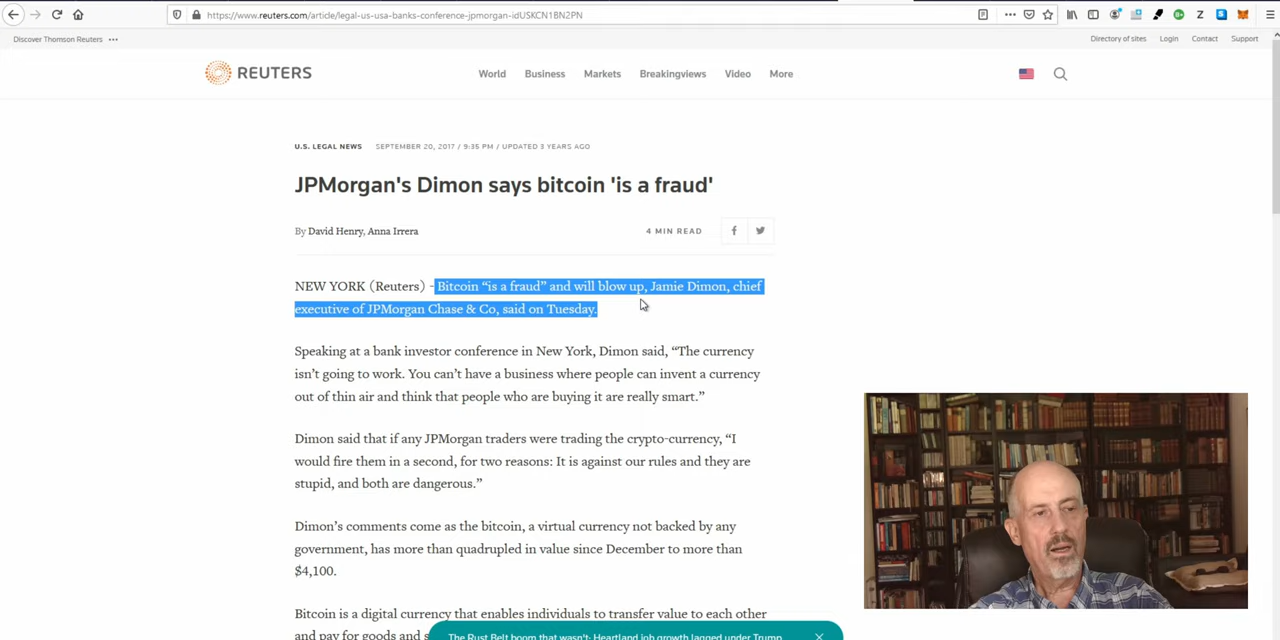 https://www.reuters.com/article/legal-us-usa-banks-conference-jpmorgan-idUSKCN1BN2PN
Discover Thomson Reuters •••
Directory of sites Login Contact Support
REUTERS World Business Markets Breakingviews Video More
U.S. LEGAL NEWS SEPTEMBER 20, 2017 / 9:35 PM / UPDATED 3 YEARS AGO
JPMorgan's Dimon says bitcoin 'is a fraud'
By David Henry, Anna Irrera 4 MIN READ
NEW YORK (Reuters) - Bitcoin “is a fraud” and will blow up, Jamie Dimon, chief
executive of JPMorgan Chase & Co, said on Tuesday.
Speaking at a bank investor conference in New York, Dimon said, “The currency
isn’t going to work. You can’t have a business where people can invent a currency
out of thin air and think that people who are buying it are really smart.”
Dimon said that if any JPMorgan traders were trading the crypto-currency, “I
would fire them in a second, for two reasons: It is against our rules and they are
stupid, and both are dangerous.”
Dimon’s comments come as the bitcoin, a virtual currency not backed by any
government, has more than quadrupled in value since December to more than
$4,100.
Bitcoin is a digital currency that enables individuals to transfer value to each other
and pay for goods and s
The Rust Belt boom that wasn't: Heartland job growth lagged under Trump